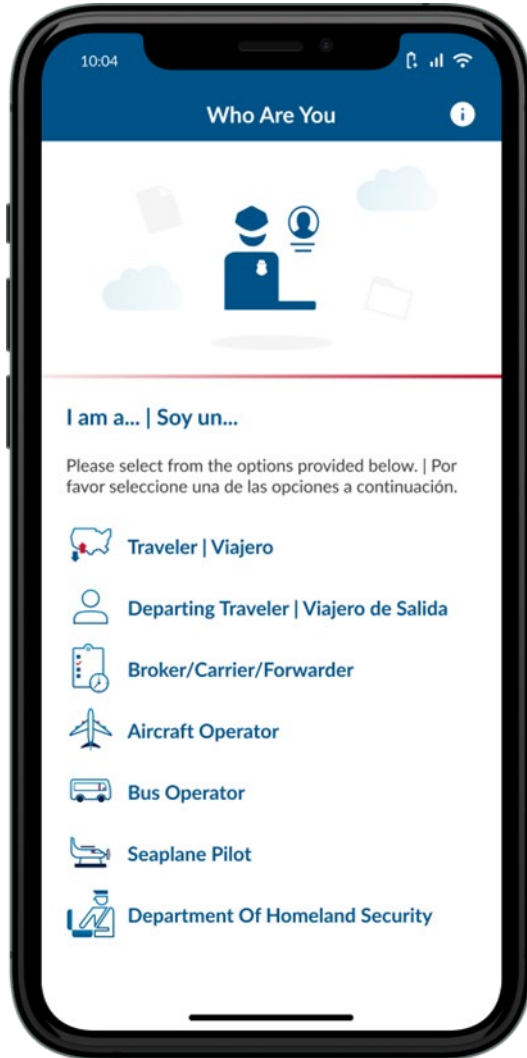 10:04
Who Are You
I am a... | Soy un...
Please select from the options provided below. | Por
favor seleccione una de las opciones a continuación.
Traveler | Viajero
Departing Traveler | Viajero de Salida
Broker/Carrier/Forwarder
Aircraft Operator
Bus Operator
Seaplane Pilot
Department Of Homeland Security